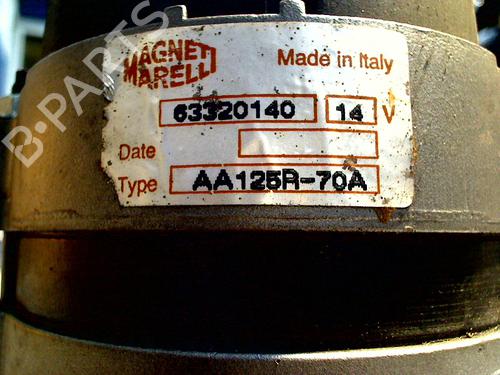 MAGNETI
MARELLI
Made in Italy
63320140
14 V
Date
Type AA125R-70A
B-PARTS